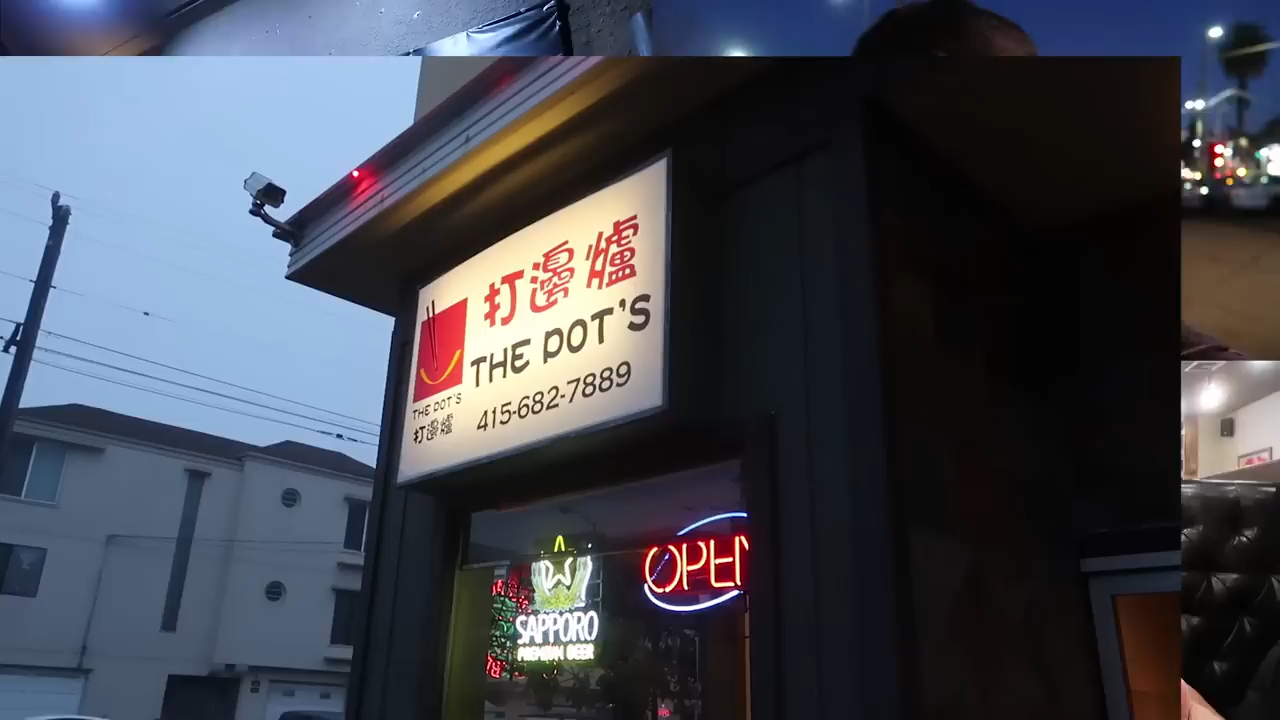 打邊爐
THE POT'S
415-682-7889
THE POT'S
打邊爐
OPEN
SAPPORO
PREMIUM BEER